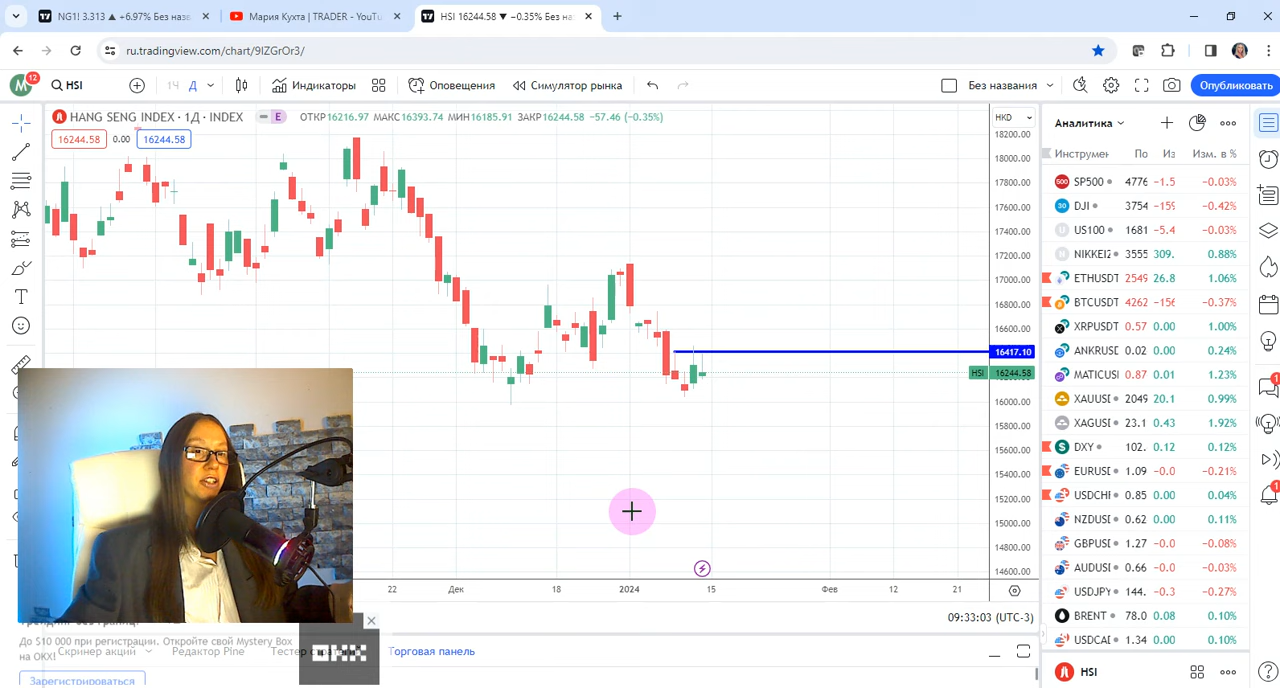 NG1! 3.313 ▲ +6.97% Без назв
Мария Кухта | TRADER - YouTu
HSI 16244.58 ▼ −0.35% Без на
ru.tradingview.com/chart/9IZGrOr3/
M 12 HSI 1Ч Д Индикаторы Оповещения Симулятор рынка Без названия Опубликовать
HANG SENG INDEX · 1Д · INDEX E ОТКР16216.97 МАКС16393.74 МИН16185.91 ЗАКР16244.58 −57.46 (−0.35%)
HKD
16244.58 0.00 16244.58
18200.00
18000.00
17800.00
17600.00
17400.00
17200.00
17000.00
16800.00
16600.00
16417.10
HSI 16244.58
16000.00
15800.00
15600.00
15400.00
15200.00
15000.00
14800.00
14600.00
22 Дек 18 2024 15 Фев 12 21
09:33:03 (UTC-3)
До $10 000 при регистрации. Откройте свой Mystery Box
на OKX!
Зарегистрироваться
Скринер акций Редактор Pine Торговая панель
Аналитика
Инструмен По Из Изм. в %
500 SP500 4776 −1.5 −0.03%
30 DJI 3754 −159 −0.42%
US100 1681 −5.4 −0.03%
NIKKEI2 3555 309. 0.88%
ETHUSDT 2549 26.8 1.06%
BTCUSDT 4262 −156 −0.37%
XRPUSDT 0.57 0.00 1.00%
ANKRUSD 0.02 0.00 0.24%
MATICUSI 0.87 0.01 1.23%
XAUUSD 2049 20.1 0.99%
XAGUSD 23.1 0.43 1.92%
DXY 102. 0.12 0.12%
EURUSD 1.09 −0.0 −0.21%
USDCHF 0.85 0.00 0.04%
NZDUSD 0.62 0.00 0.11%
GBPUSD 1.27 −0.0 −0.08%
AUDUSD 0.66 −0.0 −0.03%
USDJPY 144. −0.3 −0.27%
BRENT 78.3 0.08 0.10%
USDCAD 1.34 0.00 0.10%
HSI